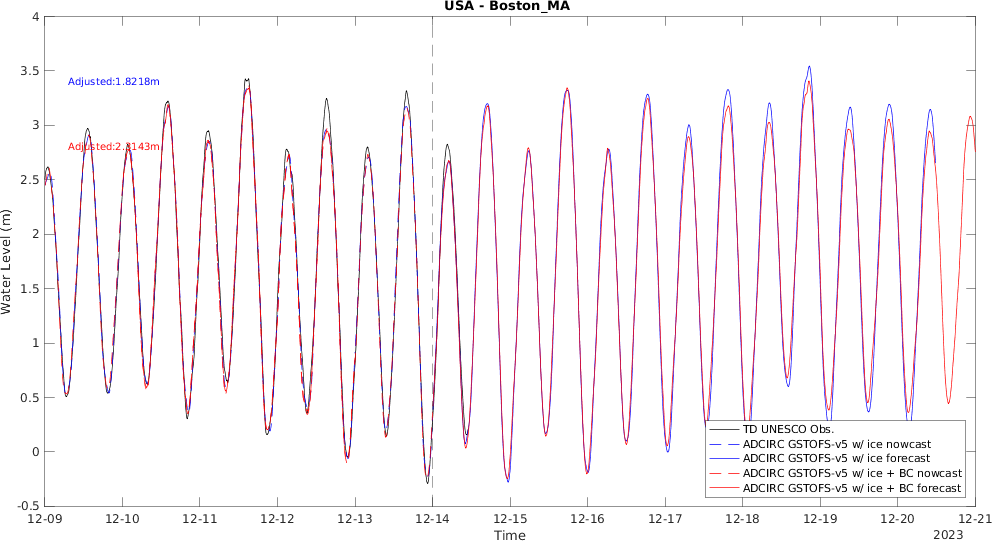 USA - Boston_MA
4
3.5
3
2.5
2
1.5
1
0.5
0
-0.5
Water Level (m)
Adjusted:1.8218m
TD UNESCO Obs.
ADCIRC GSTOFS-v5 w/ ice nowcast
ADCIRC GSTOFS-v5 w/ ice forecast
ADCIRC GSTOFS-v5 w/ ice + BC nowcast
ADCIRC GSTOFS-v5 w/ ice + BC forecast
12-09 12-10 12-11 12-12 12-13 12-14 12-15 12-16 12-17 12-18 12-19 12-20 12-21
Time
2023